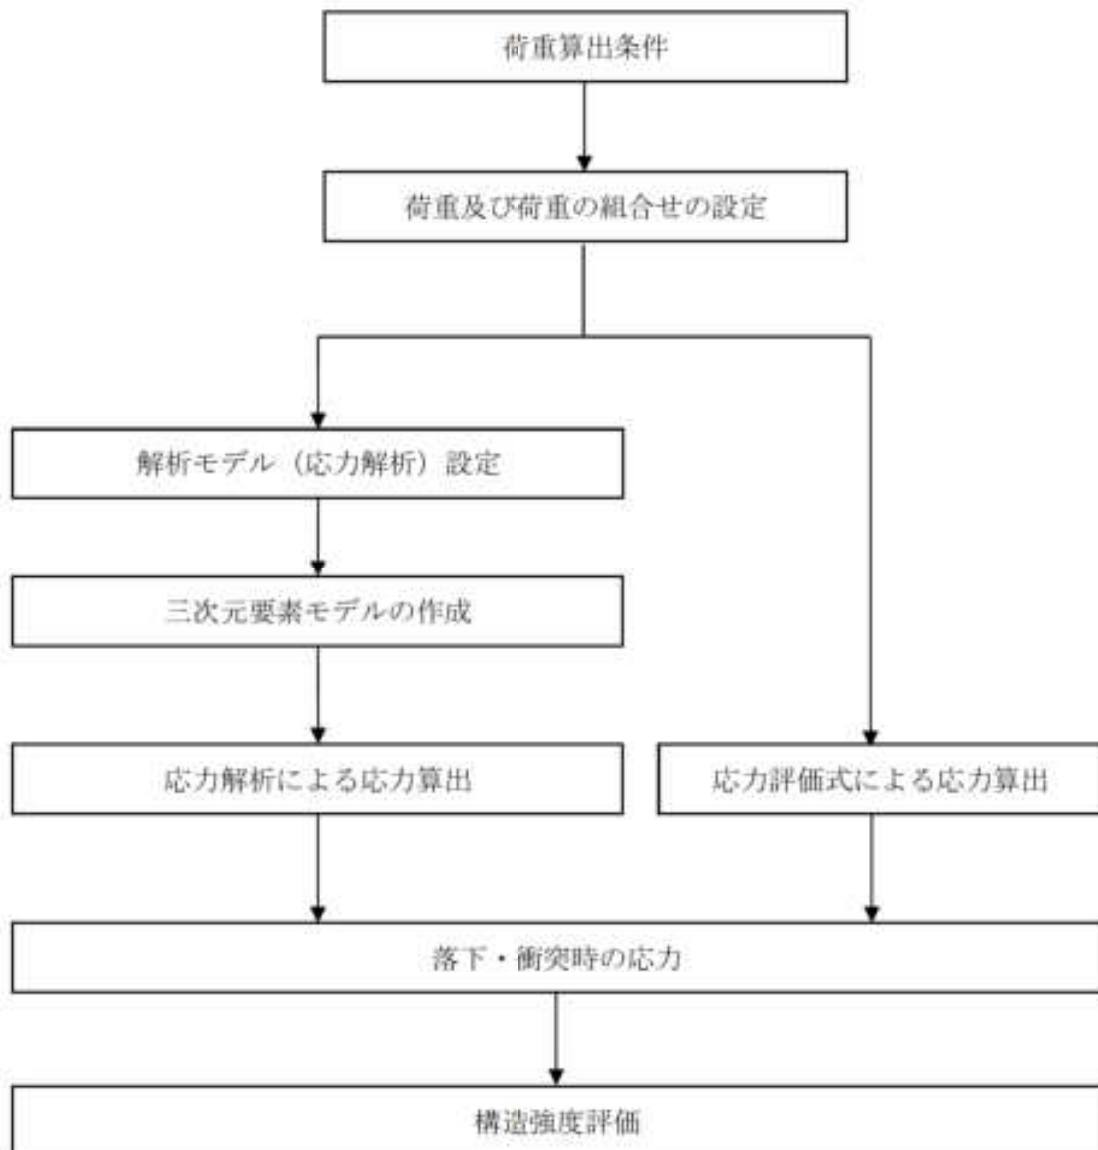 荷重算出条件
荷重及び荷重の組合せの設定
解析モデル（応力解析）設定
三次元要素モデルの作成
応力解析による応力算出
応力評価式による応力算出
落下・衝突時の応力
構造強度評価